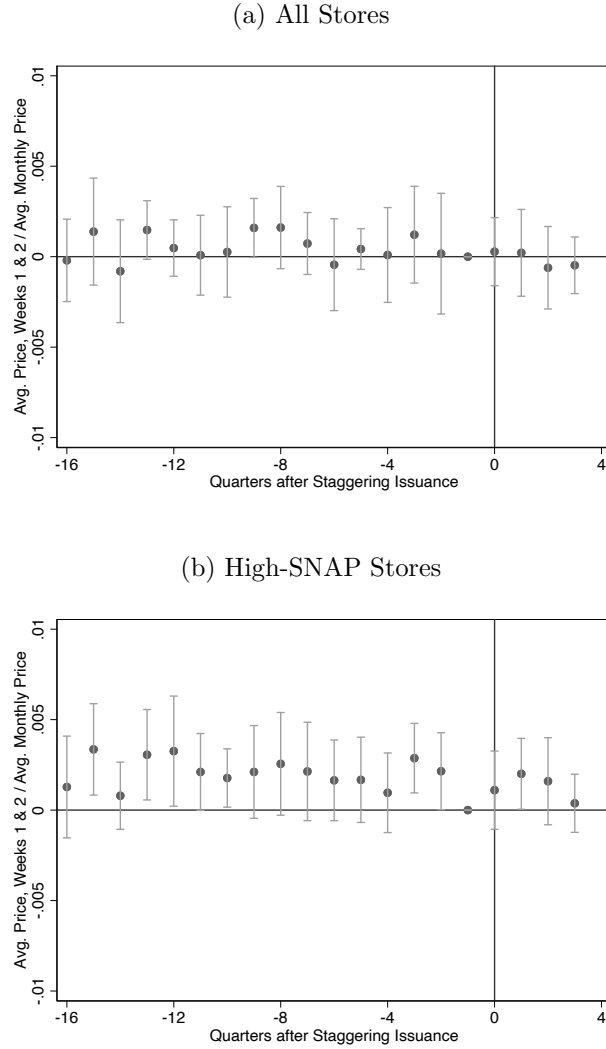 (a) All Stores
Avg. Price, Weeks 1 & 2 / Avg. Monthly Price
.01
.005
0
-.005
-.01
-16 -12 -8 -4 0 4
Quarters after Staggering Issuance
(b) High-SNAP Stores
Avg. Price, Weeks 1 & 2 / Avg. Monthly Price
.01
.005
0
-.005
-.01
-16 -12 -8 -4 0 4
Quarters after Staggering Issuance